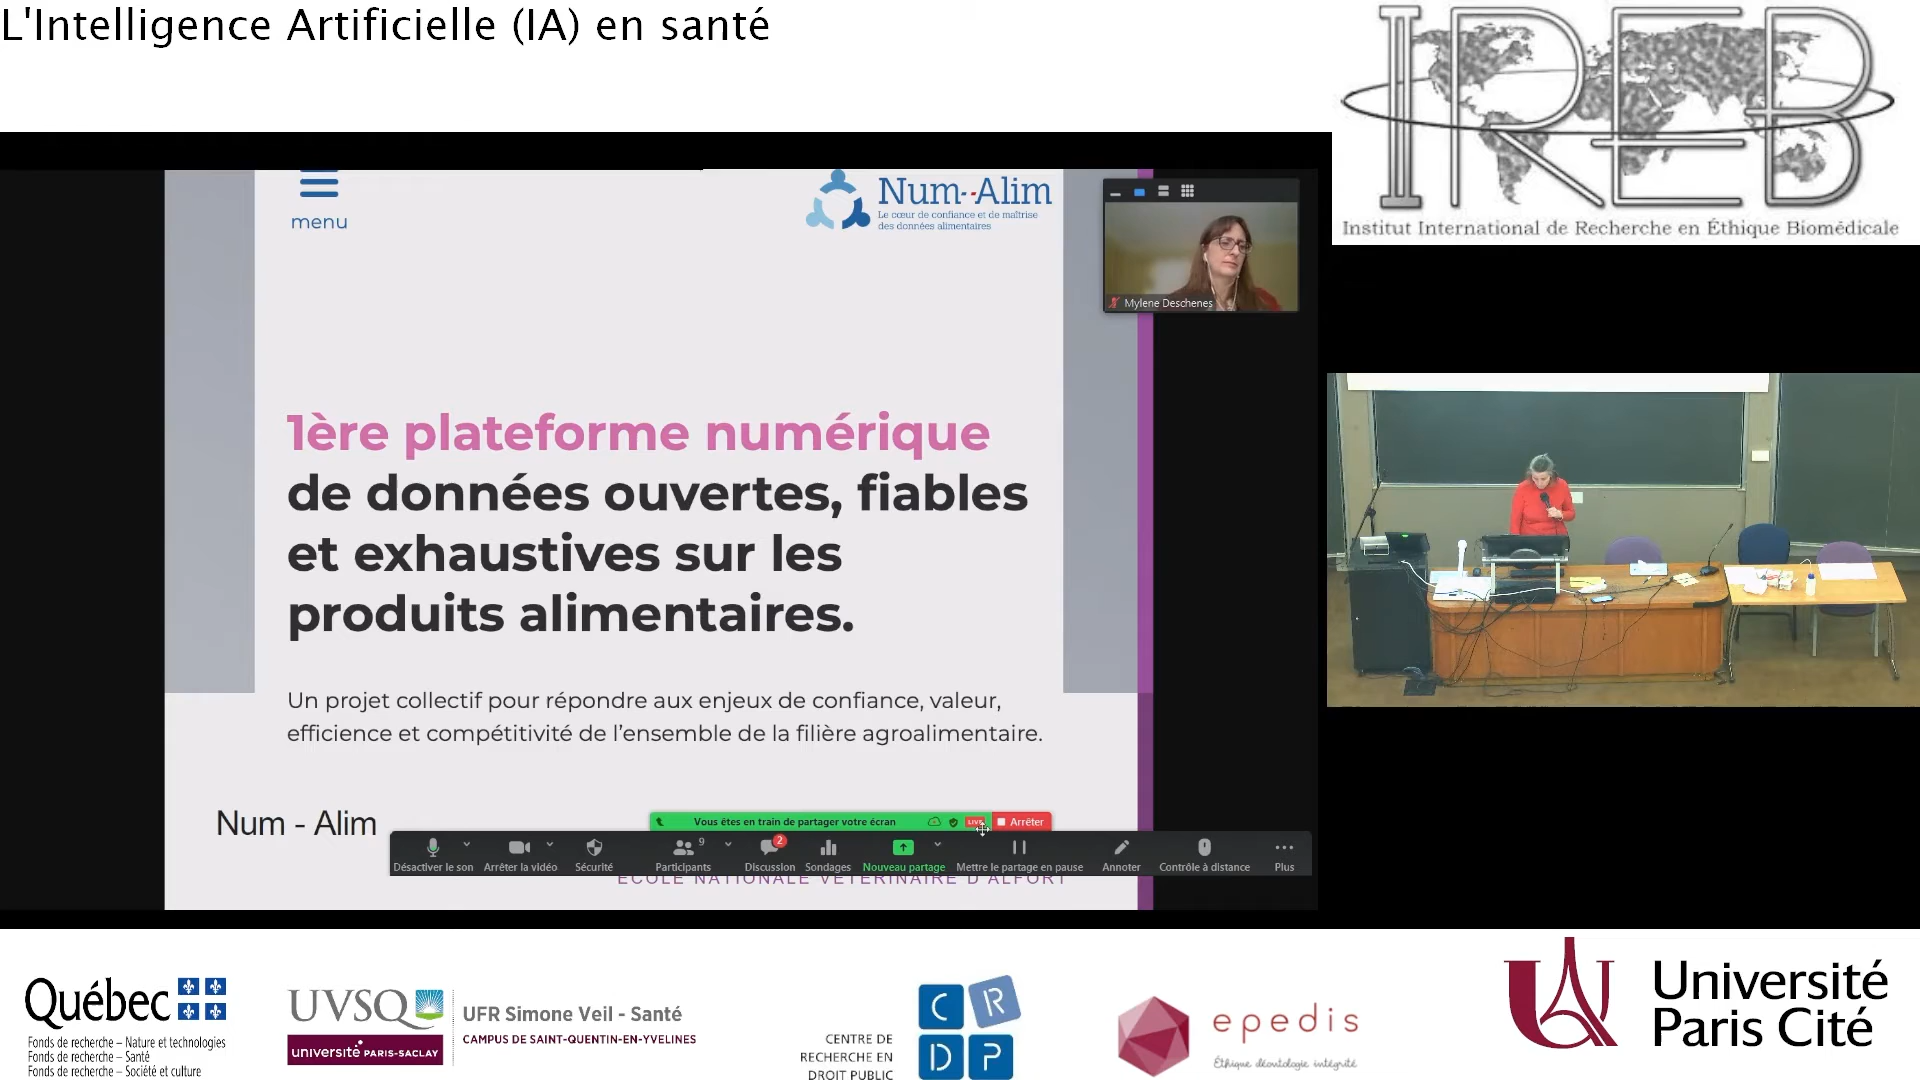 L'Intelligence Artificielle (IA) en santé
IREB
Institut International de Recherche en Éthique Biomédicale
menu
Num-Alim
Le cœur de confiance et de maîtrise
des données alimentaires
Mylene Deschenes
1ère plateforme numérique
de données ouvertes, fiables
et exhaustives sur les
produits alimentaires.
Un projet collectif pour répondre aux enjeux de confiance, valeur,
efficience et compétitivité de l'ensemble de la filière agroalimentaire.
Num - Alim
Vous êtes en train de partager votre écran
LIVE
Arrêter
9
2
Désactiver le son
Arrêter la vidéo
Sécurité
Participants
Discussion
Sondages
Nouveau partage
Mettre le partage en pause
Annoter
Contrôle à distance
Plus
ECOLE NATIONALE VETERINAIRE D'ALFORT
Québec
Fonds de recherche – Nature et technologies
Fonds de recherche – Santé
Fonds de recherche – Société et culture
UVSQ
université PARIS-SACLAY
UFR Simone Veil - Santé
CAMPUS DE SAINT-QUENTIN-EN-YVELINES
CENTRE DE
RECHERCHE EN
DROIT PUBLIC
C R
D P
epedis
Éthique déontologie intégrité
Université
Paris Cité